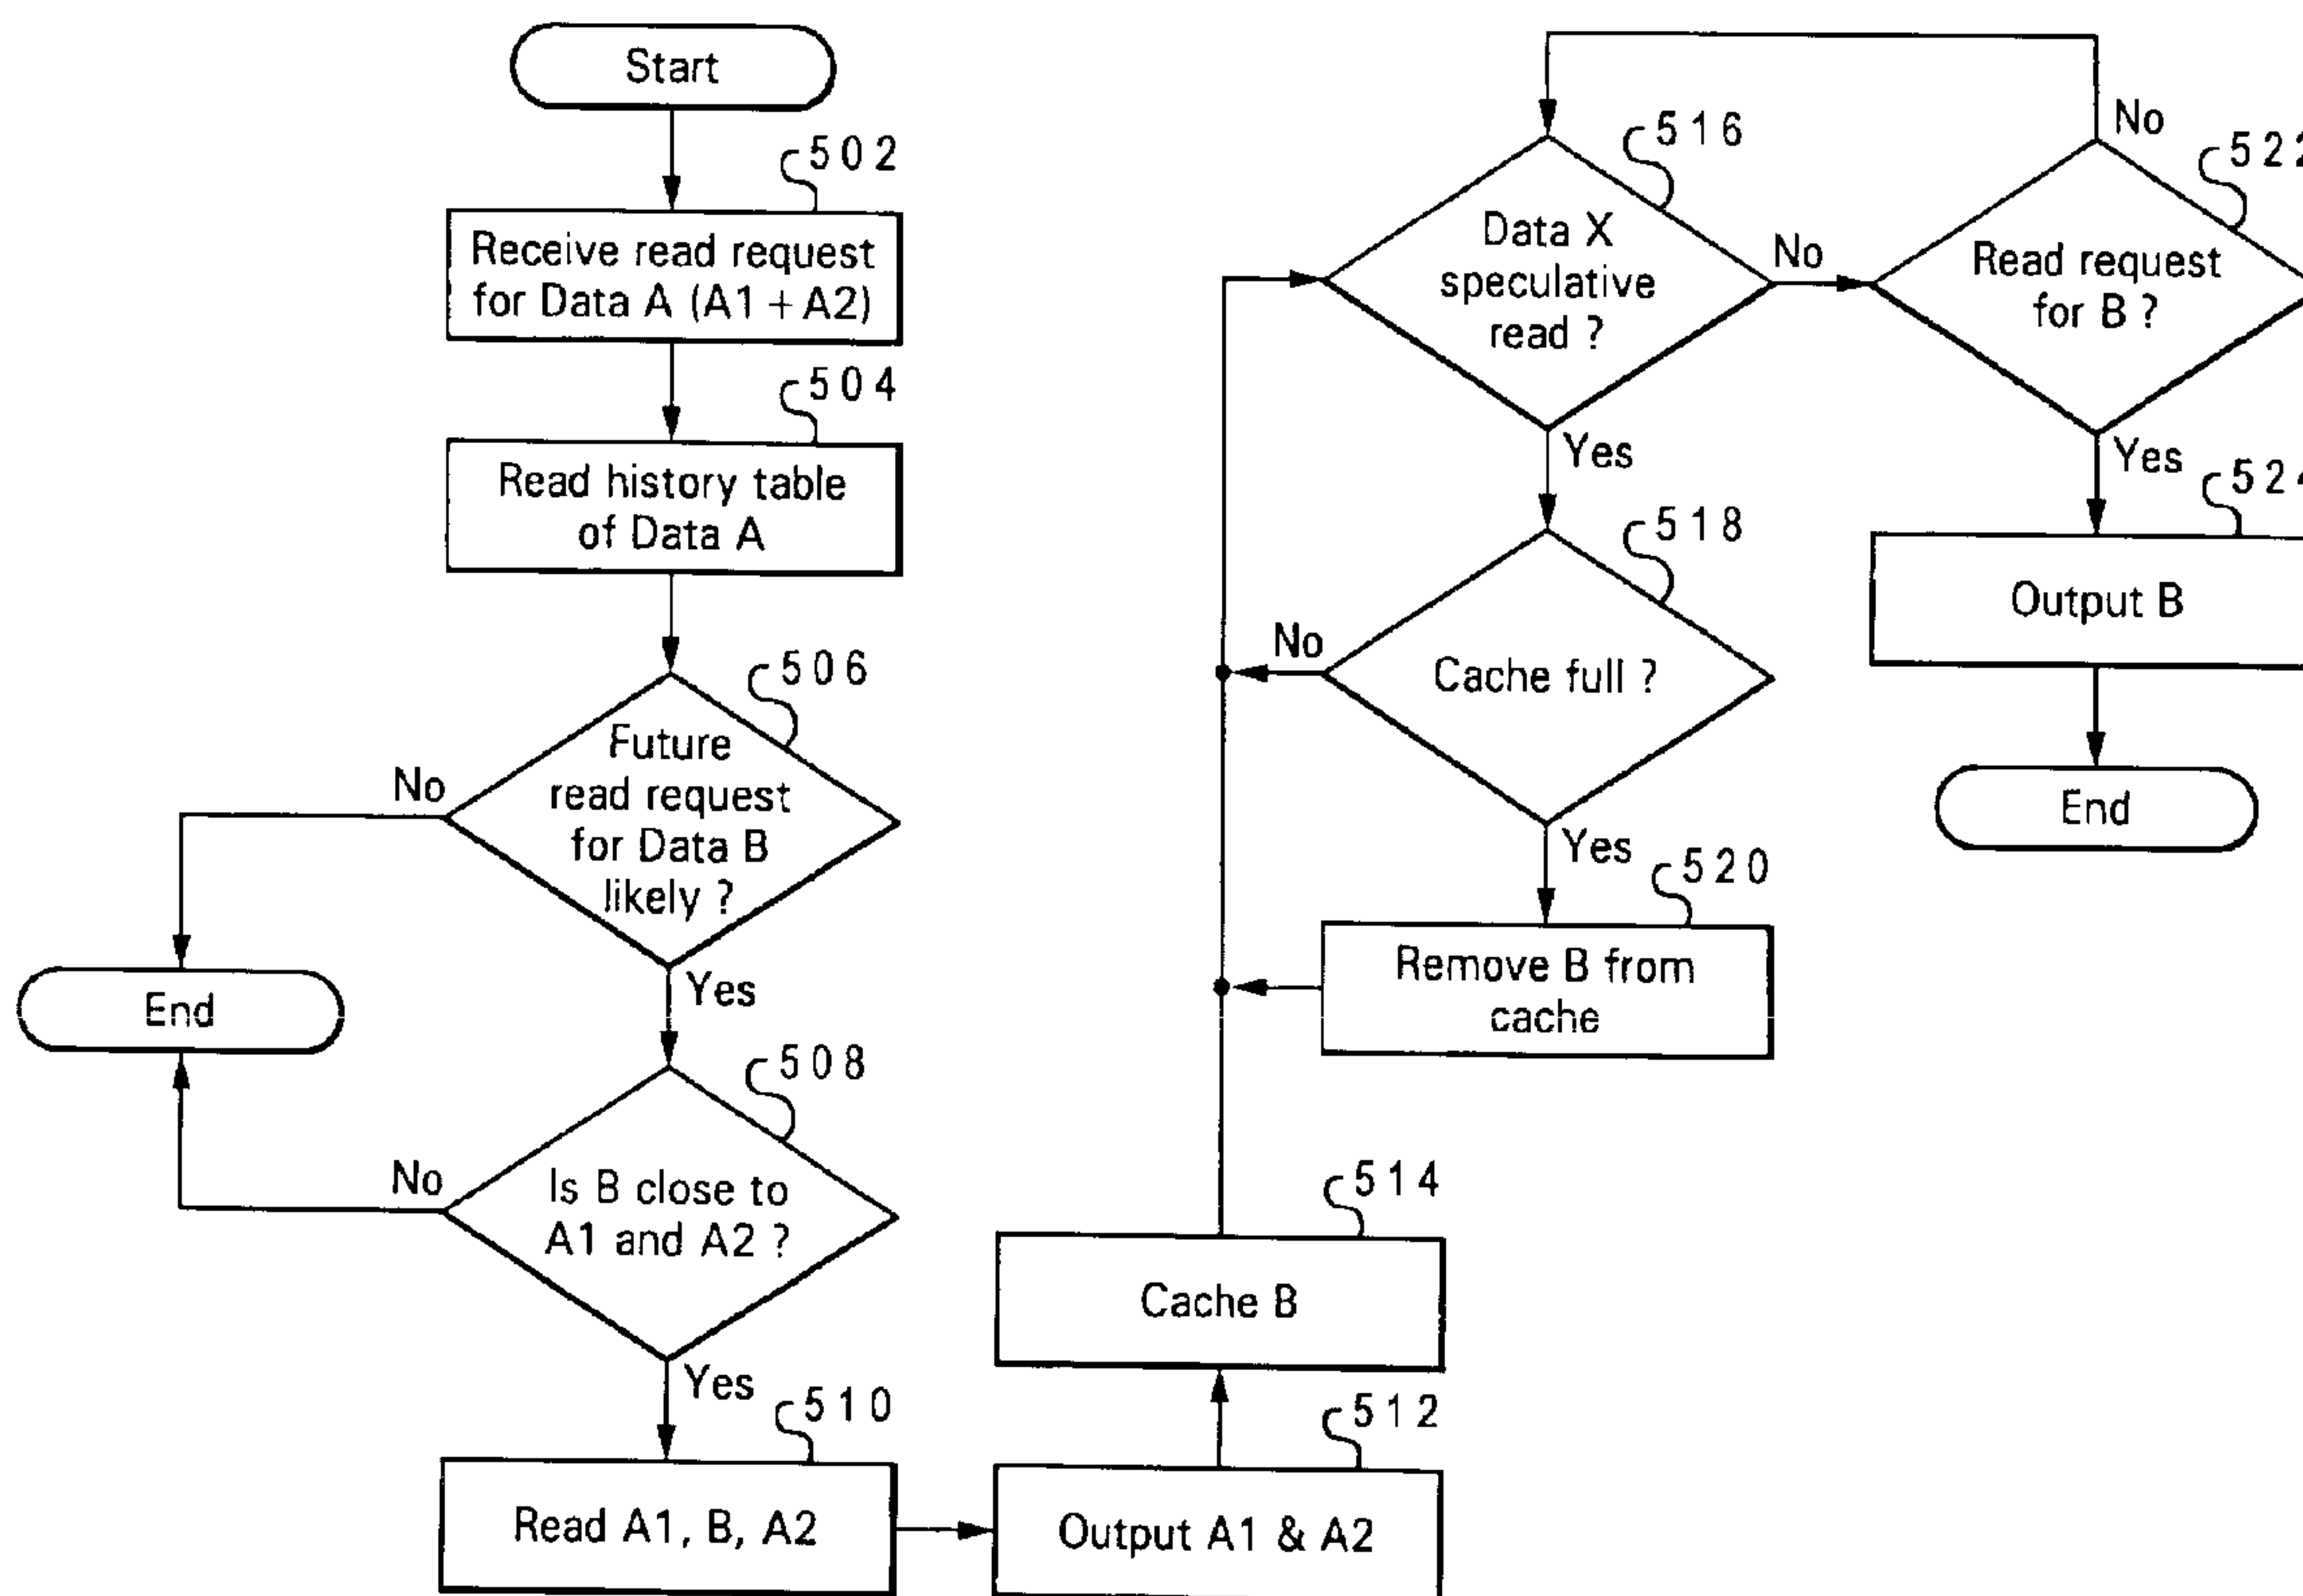 Start
502
Receive read request
for Data A (A1 + A2)
504
Read history table
of Data A
506
Future
read request
for Data B
likely ?
No
Yes
End
508
Is B close to
A1 and A2 ?
No
Yes
510
Read A1, B, A2
512
Output A1 & A2
514
Cache B
516
Data X
speculative
read ?
No
Yes
518
Cache full ?
No
Yes
520
Remove B from
cache
522
Read request
for B ?
No
Yes
524
Output B
End